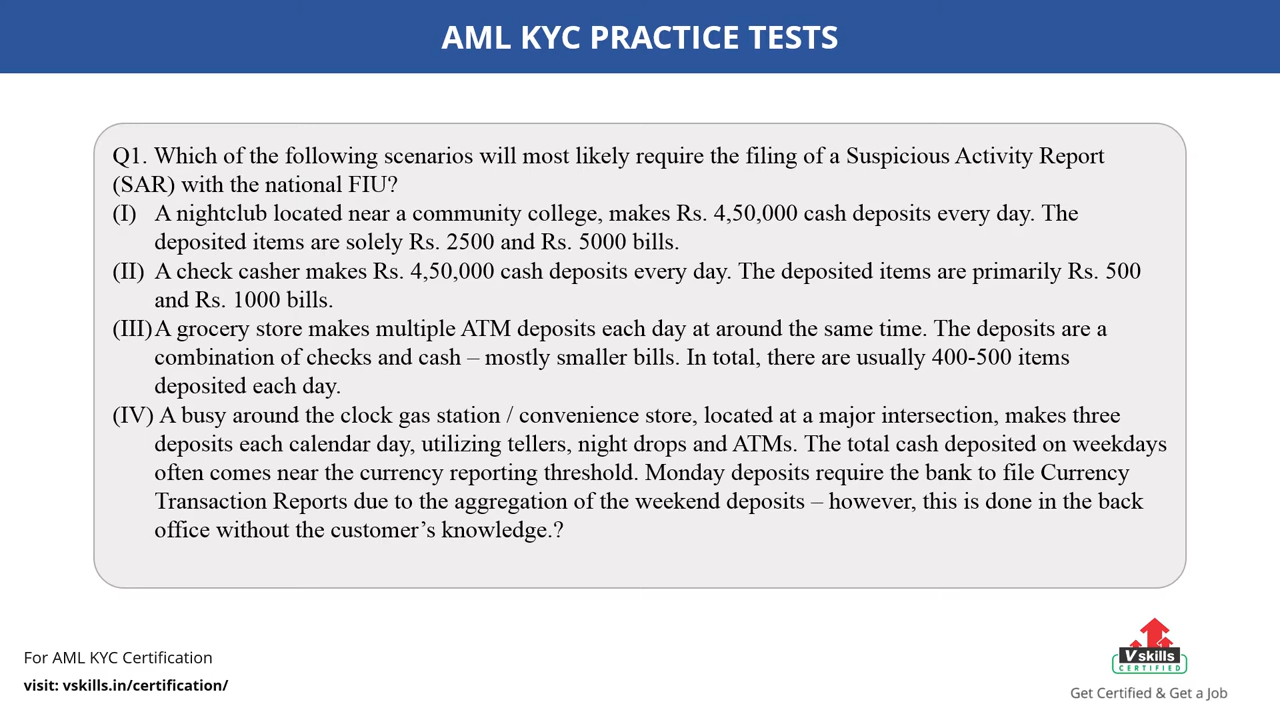 AML KYC PRACTICE TESTS
Q1. Which of the following scenarios will most likely require the filing of a Suspicious Activity Report
(SAR) with the national FIU?
(I) A nightclub located near a community college, makes Rs. 4,50,000 cash deposits every day. The
deposited items are solely Rs. 2500 and Rs. 5000 bills.
(II) A check casher makes Rs. 4,50,000 cash deposits every day. The deposited items are primarily Rs. 500
and Rs. 1000 bills.
(III) A grocery store makes multiple ATM deposits each day at around the same time. The deposits are a
combination of checks and cash – mostly smaller bills. In total, there are usually 400-500 items
deposited each day.
(IV) A busy around the clock gas station / convenience store, located at a major intersection, makes three
deposits each calendar day, utilizing tellers, night drops and ATMs. The total cash deposited on weekdays
often comes near the currency reporting threshold. Monday deposits require the bank to file Currency
Transaction Reports due to the aggregation of the weekend deposits – however, this is done in the back
office without the customer’s knowledge.?
For AML KYC Certification
visit: vskills.in/certification/
Vskills
CERTIFIED
Get Certified & Get a Job